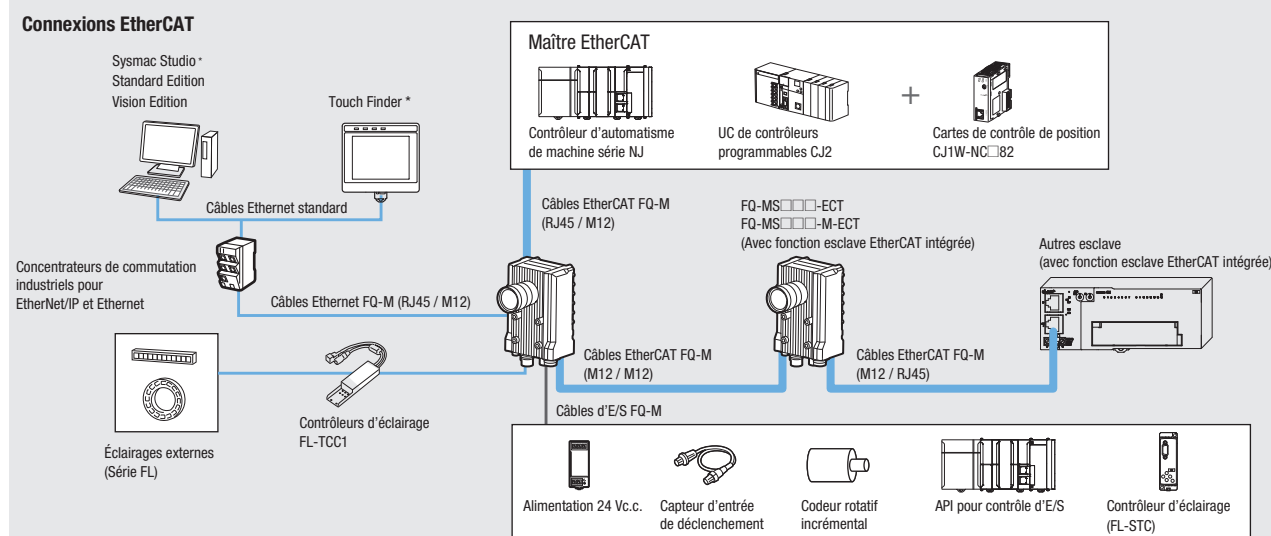 Connexions EtherCAT
Sysmac Studio *
Standard Edition
Vision Edition
Touch Finder *
Câbles Ethernet standard
Concentrateurs de commutation
industriels pour
EtherNet/IP et Ethernet
Câbles Ethernet FQ-M (RJ45 / M12)
Éclairages externes
(Série FL)
Contrôleurs d'éclairage
FL-TCC1
Maître EtherCAT
Contrôleur d'automatisme
de machine série NJ
UC de contrôleurs
programmables CJ2
+
Cartes de contrôle de position
CJ1W-NC□82
Câbles EtherCAT FQ-M
(RJ45 / M12)
FQ-MS□□□-ECT
FQ-MS□□□-M-ECT
(Avec fonction esclave EtherCAT intégrée)
Autres esclave
(avec fonction esclave EtherCAT intégrée)
Câbles EtherCAT FQ-M
(M12 / M12)
Câbles EtherCAT FQ-M
(M12 / RJ45)
Câbles d'E/S FQ-M
Alimentation 24 Vc.c.
Capteur d'entrée
de déclenchement
Codeur rotatif
incrémental
API pour contrôle d'E/S
Contrôleur d'éclairage
(FL-STC)